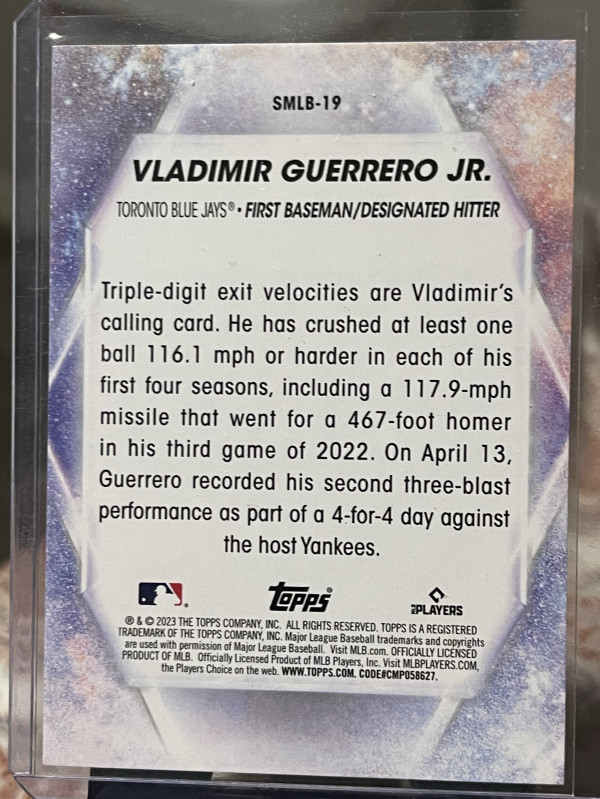 SMLB-19
VLADIMIR GUERRERO JR.
TORONTO BLUE JAYS® • FIRST BASEMAN/DESIGNATED HITTER
Triple-digit exit velocities are Vladimir's
calling card. He has crushed at least one
ball 116.1 mph or harder in each of his
first four seasons, including a 117.9-mph
missile that went for a 467-foot homer
in his third game of 2022. On April 13,
Guerrero recorded his second three-blast
performance as part of a 4-for-4 day against
the host Yankees.
topps®
MLB PLAYERS
® & © 2023 THE TOPPS COMPANY, INC. ALL RIGHTS RESERVED. TOPPS IS A REGISTERED
TRADEMARK OF THE TOPPS COMPANY, INC. Major League Baseball trademarks and copyrights
are used with permission of Major League Baseball. Visit MLB.com. OFFICIALLY LICENSED
PRODUCT OF MLB. Officially Licensed Product of MLB Players, Inc. Visit MLBPLAYERS.COM,
the Players Choice on the web. WWW.TOPPS.COM. CODE#CMP058627.